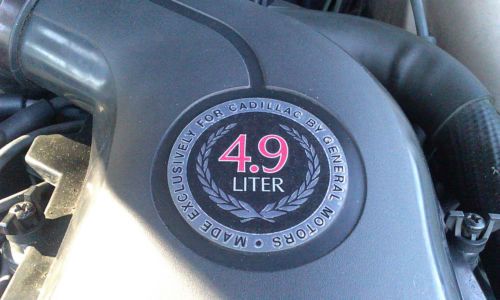 MADE EXCLUSIVELY FOR CADILLAC BY GENERAL MOTORS •
4.9
LITER